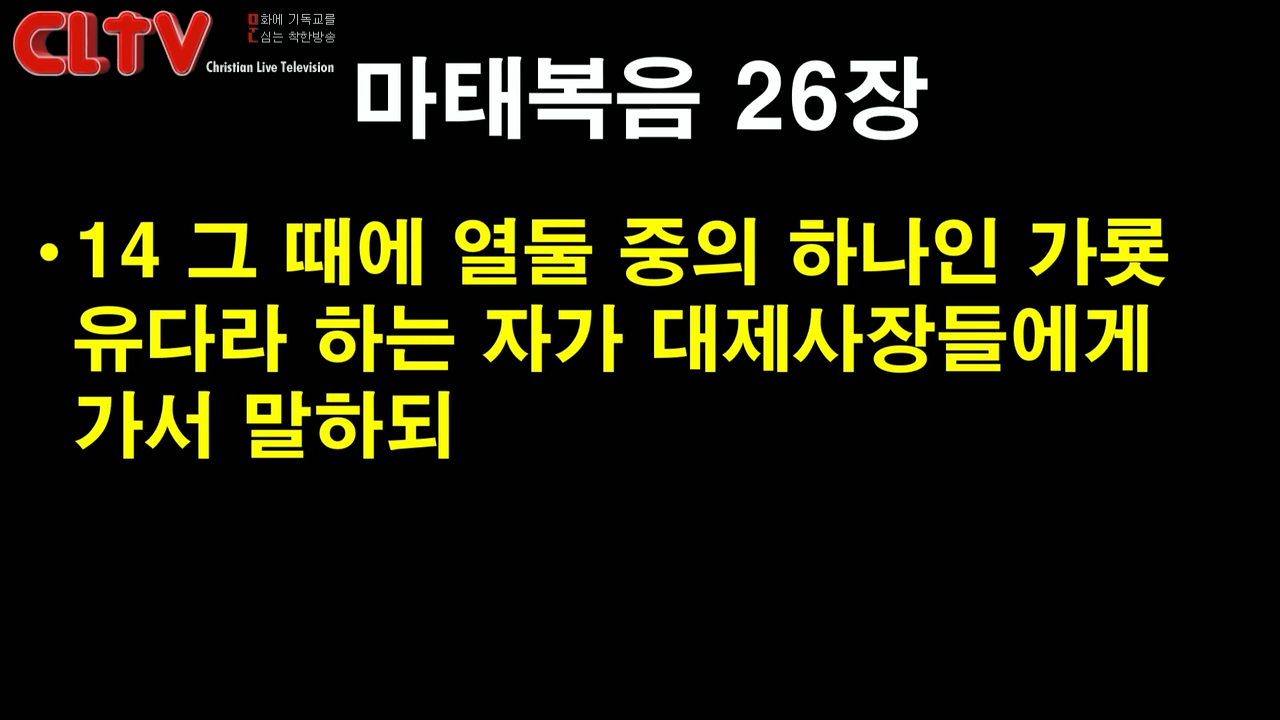 CLTV
문화에 기독교를
심는 착한방송
Christian Live Television
마태복음 26장
• 14 그 때에 열둘 중의 하나인 가룟
유다라 하는 자가 대제사장들에게
가서 말하되